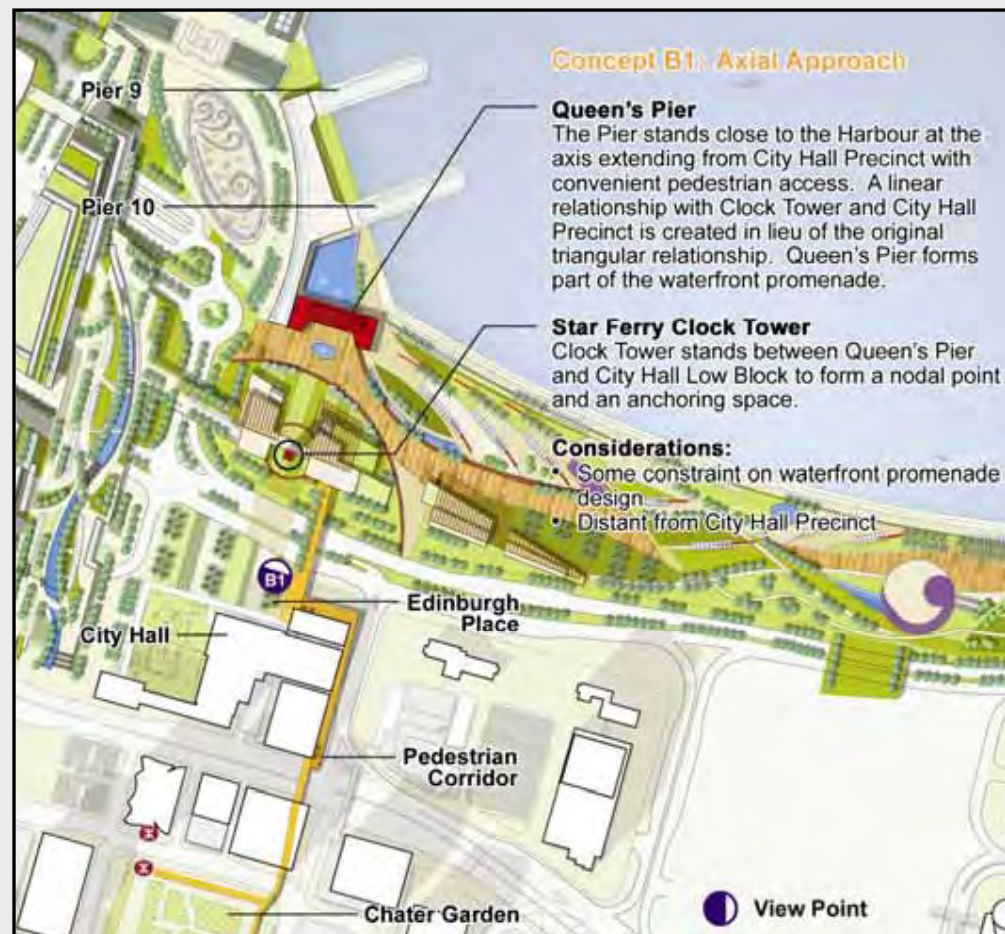 Concept B1: Axial Approach
Pier 9
Queen's Pier
The Pier stands close to the Harbour at the
axis extending from City Hall Precinct with
convenient pedestrian access. A linear
relationship with Clock Tower and City Hall
Precinct is created in lieu of the original
triangular relationship. Queen's Pier forms
part of the waterfront promenade.
Pier 10
Star Ferry Clock Tower
Clock Tower stands between Queen's Pier
and City Hall Low Block to form a nodal point
and an anchoring space.
Considerations:
• Some constraint on waterfront promenade
design
• Distant from City Hall Precinct
B1
Edinburgh
Place
City Hall
Pedestrian
Corridor
Chater Garden
View Point